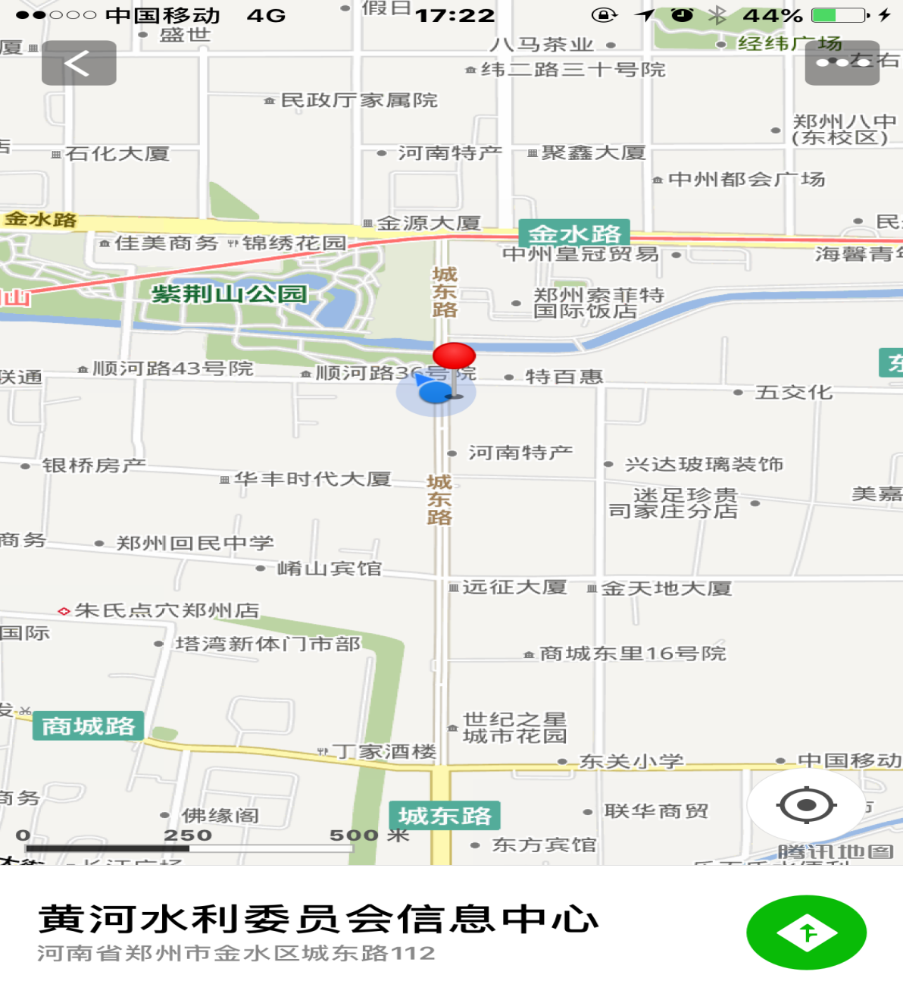 中国移动 4G 17:22 44%
假日
盛世
厦
八马茶业
经纬广场
左右
纬二路三十号院
民政厅家属院
郑州八中
(东校区)
石化大厦
河南特产
聚鑫大厦
中州都会广场
金水路
金源大厦
金水路
民
佳美商务
锦绣花园
中州皇冠贸易
海馨青年
城东路
山
紫荆山公园
郑州索菲特
国际饭店
联通
顺河路43号院
顺河路36号院
特百惠
东
五交化
银桥房产
华丰时代大厦
河南特产
兴达玻璃装饰
城东路
迷足珍贵
司家庄分店
美嘉
商务
郑州回民中学
崤山宾馆
远征大厦
金天地大厦
朱氏点穴郑州店
国际
塔湾新体门市部
商城东里16号院
发
商城路
世纪之星
城市花园
丁家酒楼
东关小学
中国移动
商务
佛缘阁
城东路
联华商贸
0 250 500 米
东方宾馆
腾讯地图
长江广场
黄河水利委员会信息中心
河南省郑州市金水区城东路112